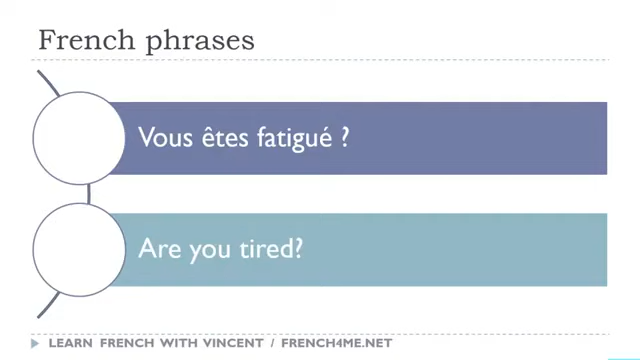 French phrases
Vous êtes fatigué ?
Are you tired?
LEARN FRENCH WITH VINCENT / FRENCH4ME.NET